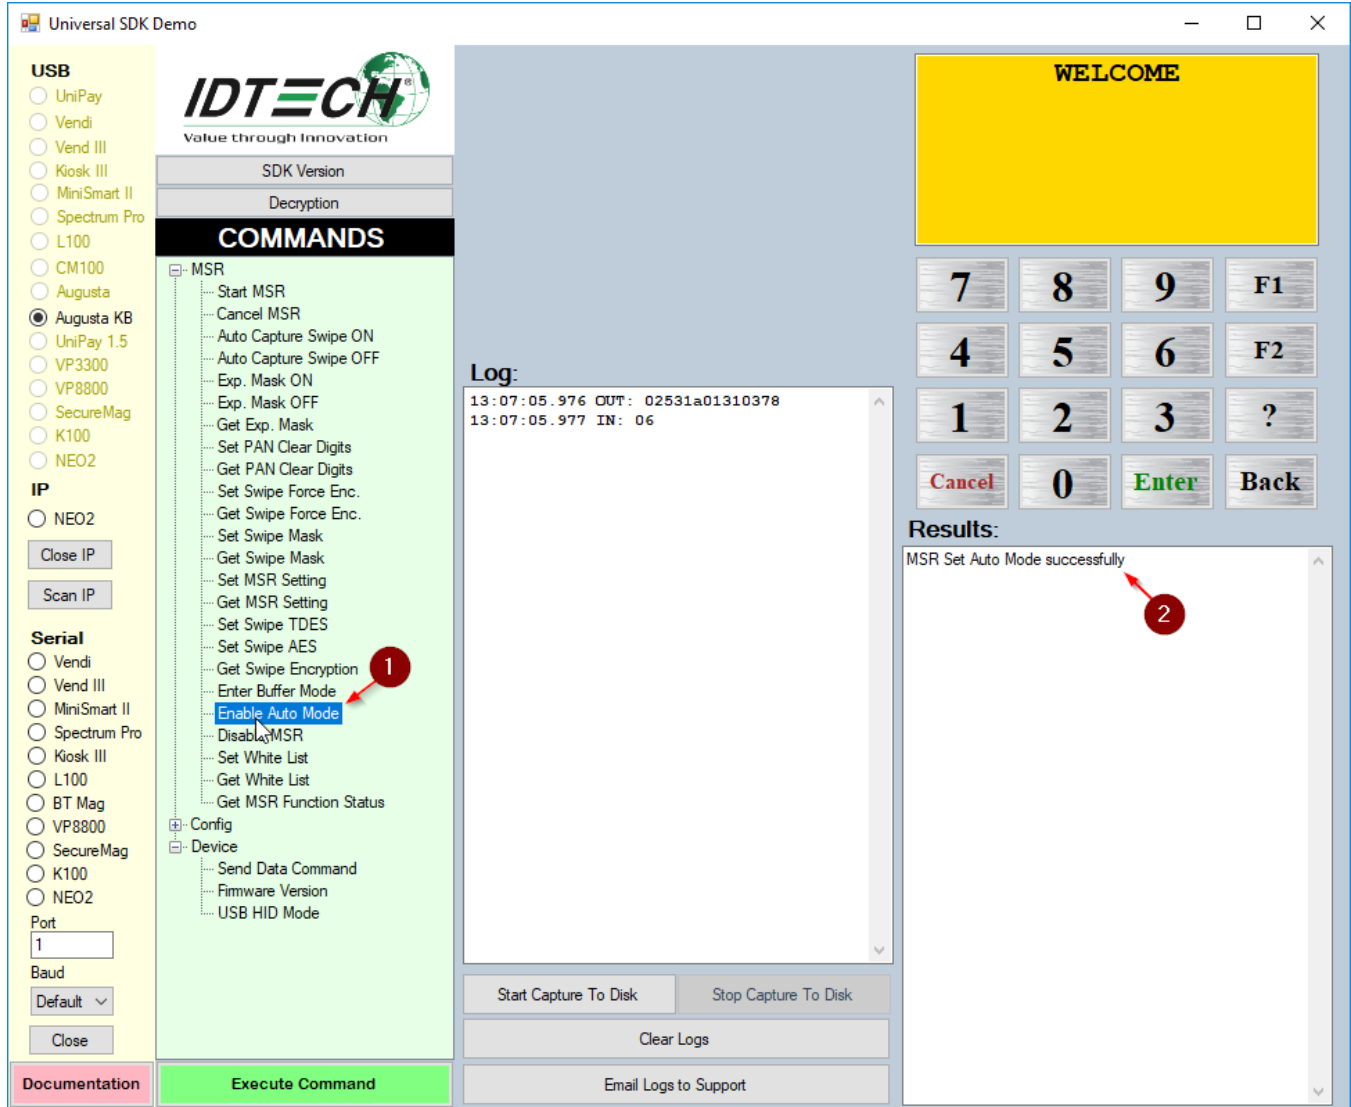 Universal SDK Demo
USB
UniPay
Vendi
Vend III
Kiosk III
MiniSmart II
Spectrum Pro
L100
CM100
Augusta
Augusta KB
UniPay 1.5
VP3300
VP8800
SecureMag
K100
NEO2
IP
NEO2
Close IP
Scan IP
Serial
Vendi
Vend III
MiniSmart II
Spectrum Pro
Kiosk III
L100
BT Mag
VP8800
SecureMag
K100
NEO2
Port
1
Baud
Default
Close
Documentation
IDTECH®
Value through Innovation
SDK Version
Decryption
COMMANDS
MSR
Start MSR
Cancel MSR
Auto Capture Swipe ON
Auto Capture Swipe OFF
Exp. Mask ON
Exp. Mask OFF
Get Exp. Mask
Set PAN Clear Digits
Get PAN Clear Digits
Set Swipe Force Enc.
Get Swipe Force Enc.
Set Swipe Mask
Get Swipe Mask
Set MSR Setting
Get MSR Setting
Set Swipe TDES
Set Swipe AES
Get Swipe Encryption
1
Enter Buffer Mode
Enable Auto Mode
Disable MSR
Set White List
Get White List
Get MSR Function Status
Config
Device
Send Data Command
Firmware Version
USB HID Mode
Execute Command
Log:
13:07:05.976 OUT: 02531a01310378
13:07:05.977 IN: 06
Start Capture To Disk
Stop Capture To Disk
Clear Logs
Email Logs to Support
WELCOME
7 8 9 F1
4 5 6 F2
1 2 3 ?
Cancel 0 Enter Back
Results:
MSR Set Auto Mode successfully
2